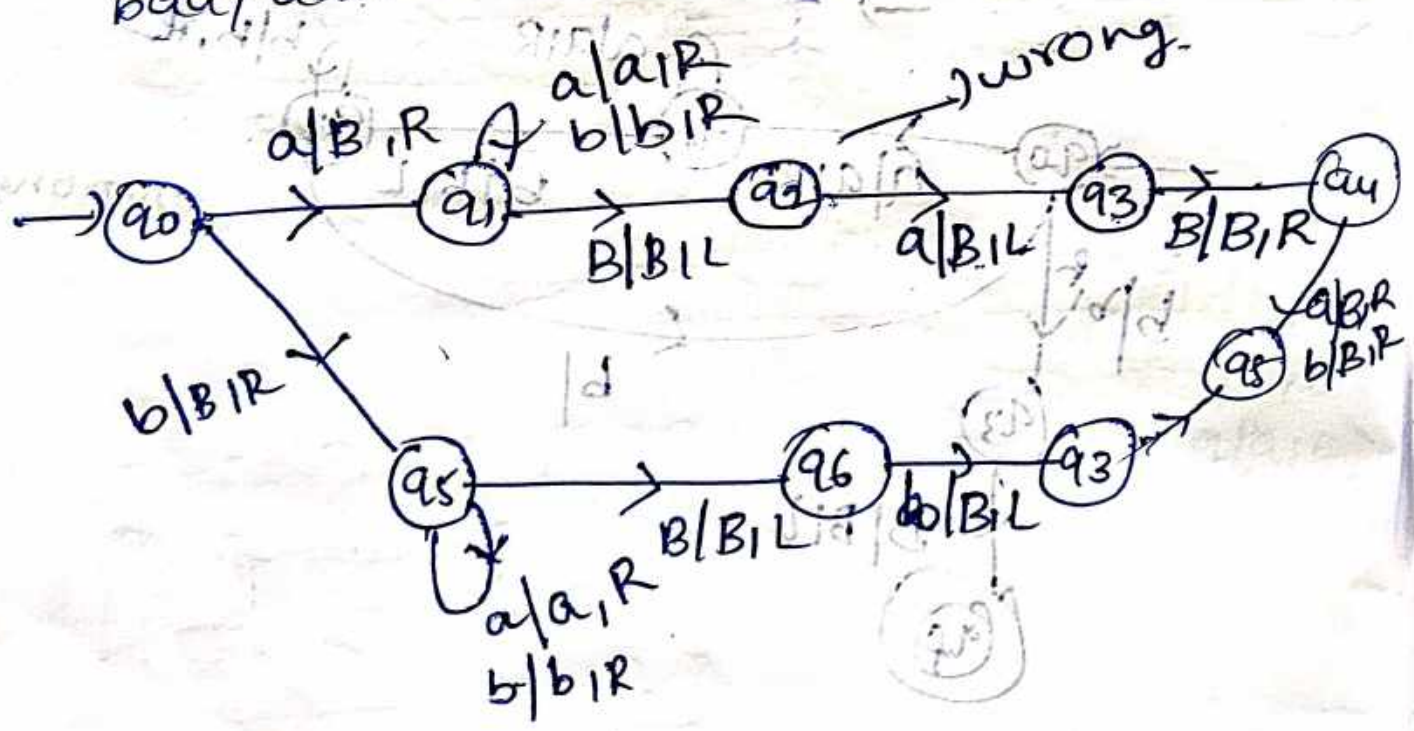 wrong.
a|a,R
b|b,R
a|B,R
q0 q1 q2 q3 q4
B|B,L a|B,L B|B,R
a|B,R
b|B,R
q5
b|B,R
q5 q6 q3
B|B,L b|B,L
a|a,R
b|b,R